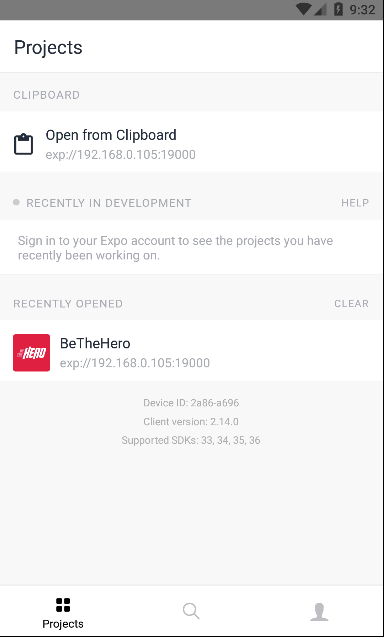 9:32
Projects
CLIPBOARD
Open from Clipboard
exp://192.168.0.105:19000
RECENTLY IN DEVELOPMENT HELP
Sign in to your Expo account to see the projects you have
recently been working on.
RECENTLY OPENED CLEAR
HERO
BeTheHero
exp://192.168.0.105:19000
Device ID: 2a86-a696
Client version: 2.14.0
Supported SDKs: 33, 34, 35, 36
Projects